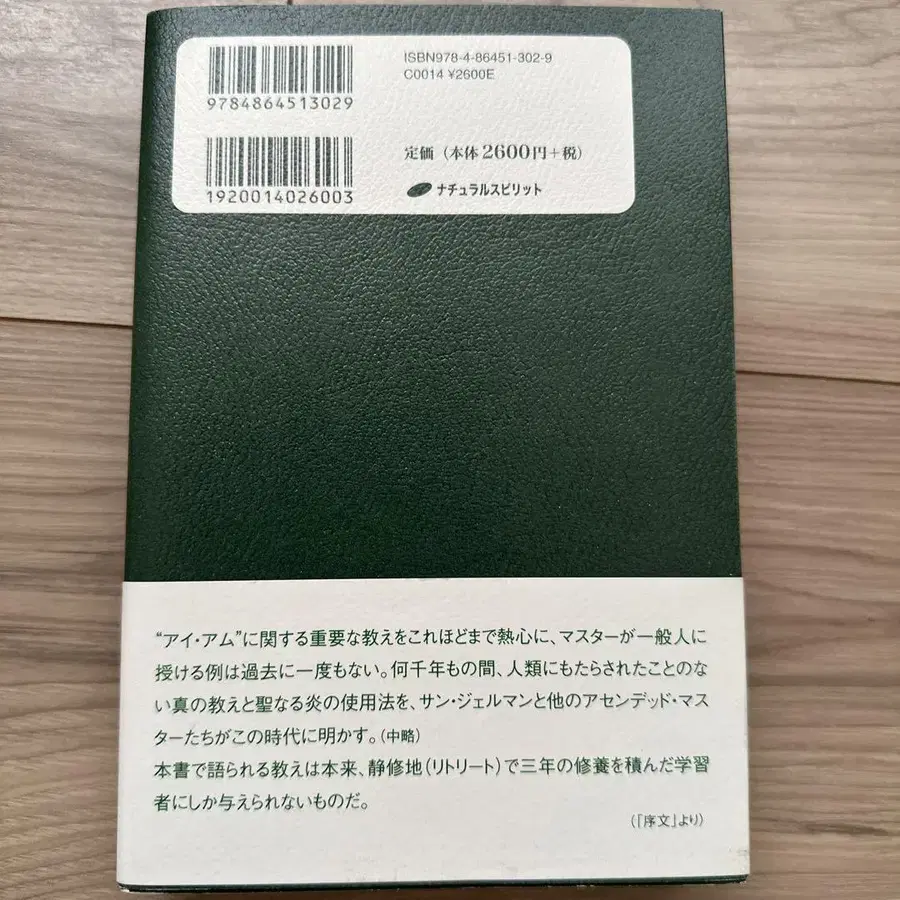 9784864513029
ISBN978-4-86451-302-9
C0014 ¥2600E
1920014026003
定価（本体2600円+税）
ナチュラルスピリット
“アイ・アム”に関する重要な教えをこれほどまで熱心に、マスターが一般人に
授ける例は過去に一度もない。何千年もの間、人類にもたらされたことのな
い真の教えと聖なる炎の使用法を、サン・ジェルマンと他のアセンデッド・マス
ターたちがこの時代に明かす。（中略）
本書で語られる教えは本来、静修地（リトリート）で三年の修養を積んだ学習
者にしか与えられないものだ。
（「序文」より）